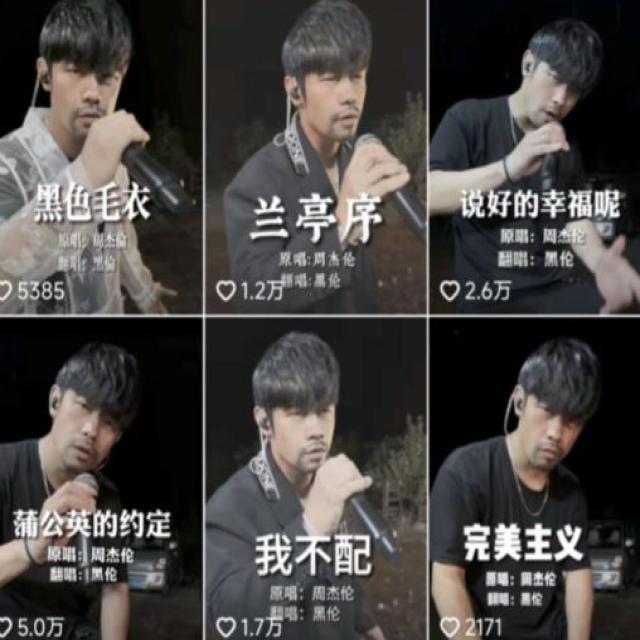 黑色毛衣
原唱：周杰倫
翻唱：黑倫
5385
兰亭序
原唱:周杰伦
翻唱:黑伦
1.2万
说好的幸福呢
原唱：周杰伦
翻唱：黑伦
2.6万
蒲公英的约定
原唱：周杰伦
翻唱：黑伦
5.0万
我不配
原唱：周杰伦
翻唱：黑伦
1.7万
完美主义
原唱：周杰伦
翻唱：黑伦
2171